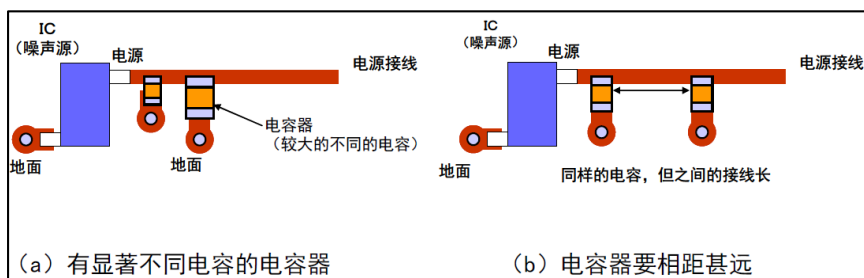 IC
（噪声源）
电源
电源接线
电容器
（较大的不同的电容）
地面
地面
（a）有显著不同电容的电容器
IC
（噪声源）
电源
电源接线
地面
同样的电容，但之间的接线长
（b）电容器要相距甚远